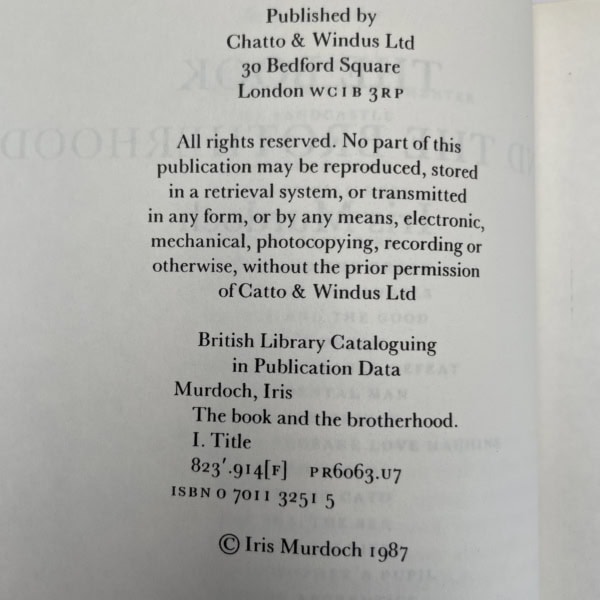 Published by
Chatto & Windus Ltd
30 Bedford Square
London WC1B 3RP
All rights reserved. No part of this
publication may be reproduced, stored
in a retrieval system, or transmitted
in any form, or by any means, electronic,
mechanical, photocopying, recording or
otherwise, without the prior permission
of Catto & Windus Ltd
British Library Cataloguing
in Publication Data
Murdoch, Iris
The book and the brotherhood.
I. Title
823'.914[F] PR6063.U7
ISBN 0 7011 3251 5
© Iris Murdoch 1987